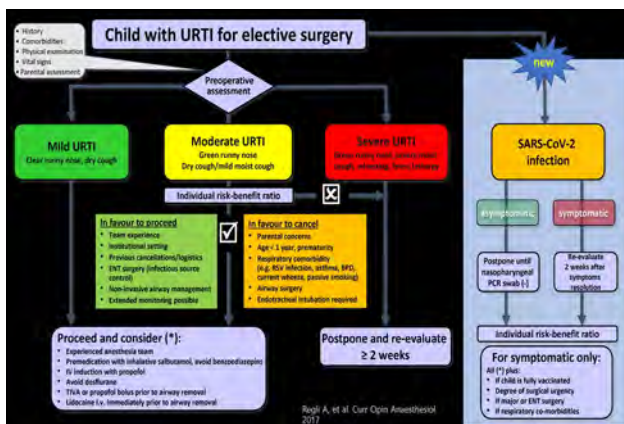 Child with URTI for elective surgery
• History
• Comorbidities
• Physical examination
• Vital signs
• Parental assessment
new
Preoperative
assessment
Mild URTI
Clear runny nose, dry cough
Moderate URTI
Green runny nose
Dry cough/mild moist cough
Severe URTI
SARS-CoV-2
infection
Individual risk-benefit ratio
asymptomatic
symptomatic
In favour to proceed
• Team experience
• Institutional setting
• Previous cancellations/logistics
• ENT surgery (infectious source
control)
• Non-invasive airway management
• Extended monitoring possible
In favour to cancel
• Parental concerns
• Age < 1 year, prematurity
• Respiratory comorbidity
(e.g. RSV infection, asthma, BPD,
current wheeze, passive smoking)
• Airway surgery
• Endotracheal intubation required
Postpone until
nasopharyngeal
PCR swab (-)
Re-evaluate
2 weeks after
symptoms
resolution
Individual risk-benefit ratio
Proceed and consider (*):
• Experienced anesthesia team
• Premedication with inhalative salbutamol, avoid benzodiazepins
• IV induction with propofol
• Avoid desflurane
• TIVA or propofol bolus prior to airway removal
• Lidocaine i.v. immediately prior to airway removal
Postpone and re-evaluate
≥ 2 weeks
For symptomatic only:
All (*) plus:
• If child is fully vaccinated
• Degree of surgical urgency
• If major or ENT surgery
• If respiratory co-morbidities
Regli A, et al. Curr Opin Anaesthesiol
2017